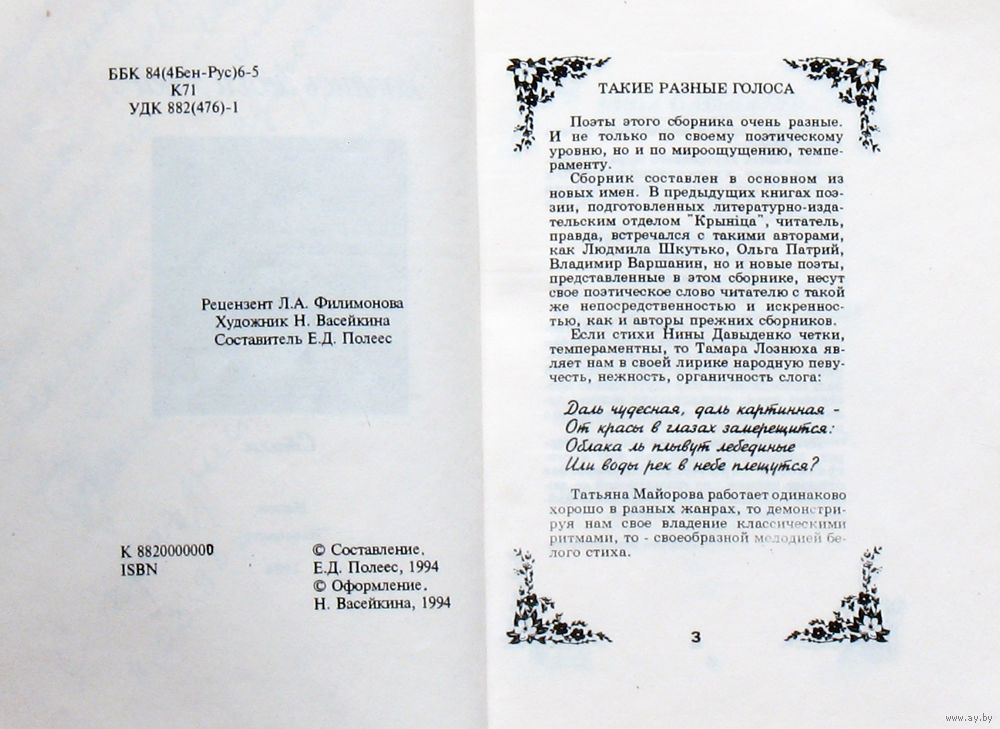 ББК 84(4Бен-Рус)6-5
К71
УДК 882(476)-1
Рецензент Л.А. Филимонова
Художник Н. Васейкина
Составитель Е.Д. Полеес
К 8820000000
ISBN
© Составление.
Е.Д. Полеес, 1994
© Оформление.
Н. Васейкина, 1994
ТАКИЕ РАЗНЫЕ ГОЛОСА
Поэты этого сборника очень разные.
И не только по своему поэтическому
уровню, но и по мироощущению, темпе-
раменту.
Сборник составлен в основном из
новых имен. В предыдущих книгах поэ-
зии, подготовленных литературно-изда-
тельским отделом "Крынiца", читатель,
правда, встречался с такими авторами,
как Людмила Шкутько, Ольга Патрий,
Владимир Варшанин, но и новые поэты,
представленные в этом сборнике, несут
свое поэтическое слово читателю с такой
же непосредственностью и искреннос-
тью, как и авторы прежних сборников.
Если стихи Нины Давыденко четки,
темпераментны, то Тамара Лознюха яв-
ляет нам в своей лирике народную певу-
честь, нежность, органичность слога:
Даль чудесная, даль картинная -
От красы в глазах замерещится:
Облака ль плывут лебединые
Или воды рек в небе плещутся?
Татьяна Майорова работает одинаково
хорошо в разных жанрах, то демонстри-
руя нам свое владение классическими
ритмами, то - своеобразной мелодией бе-
лого стиха.
3
www.ay.by